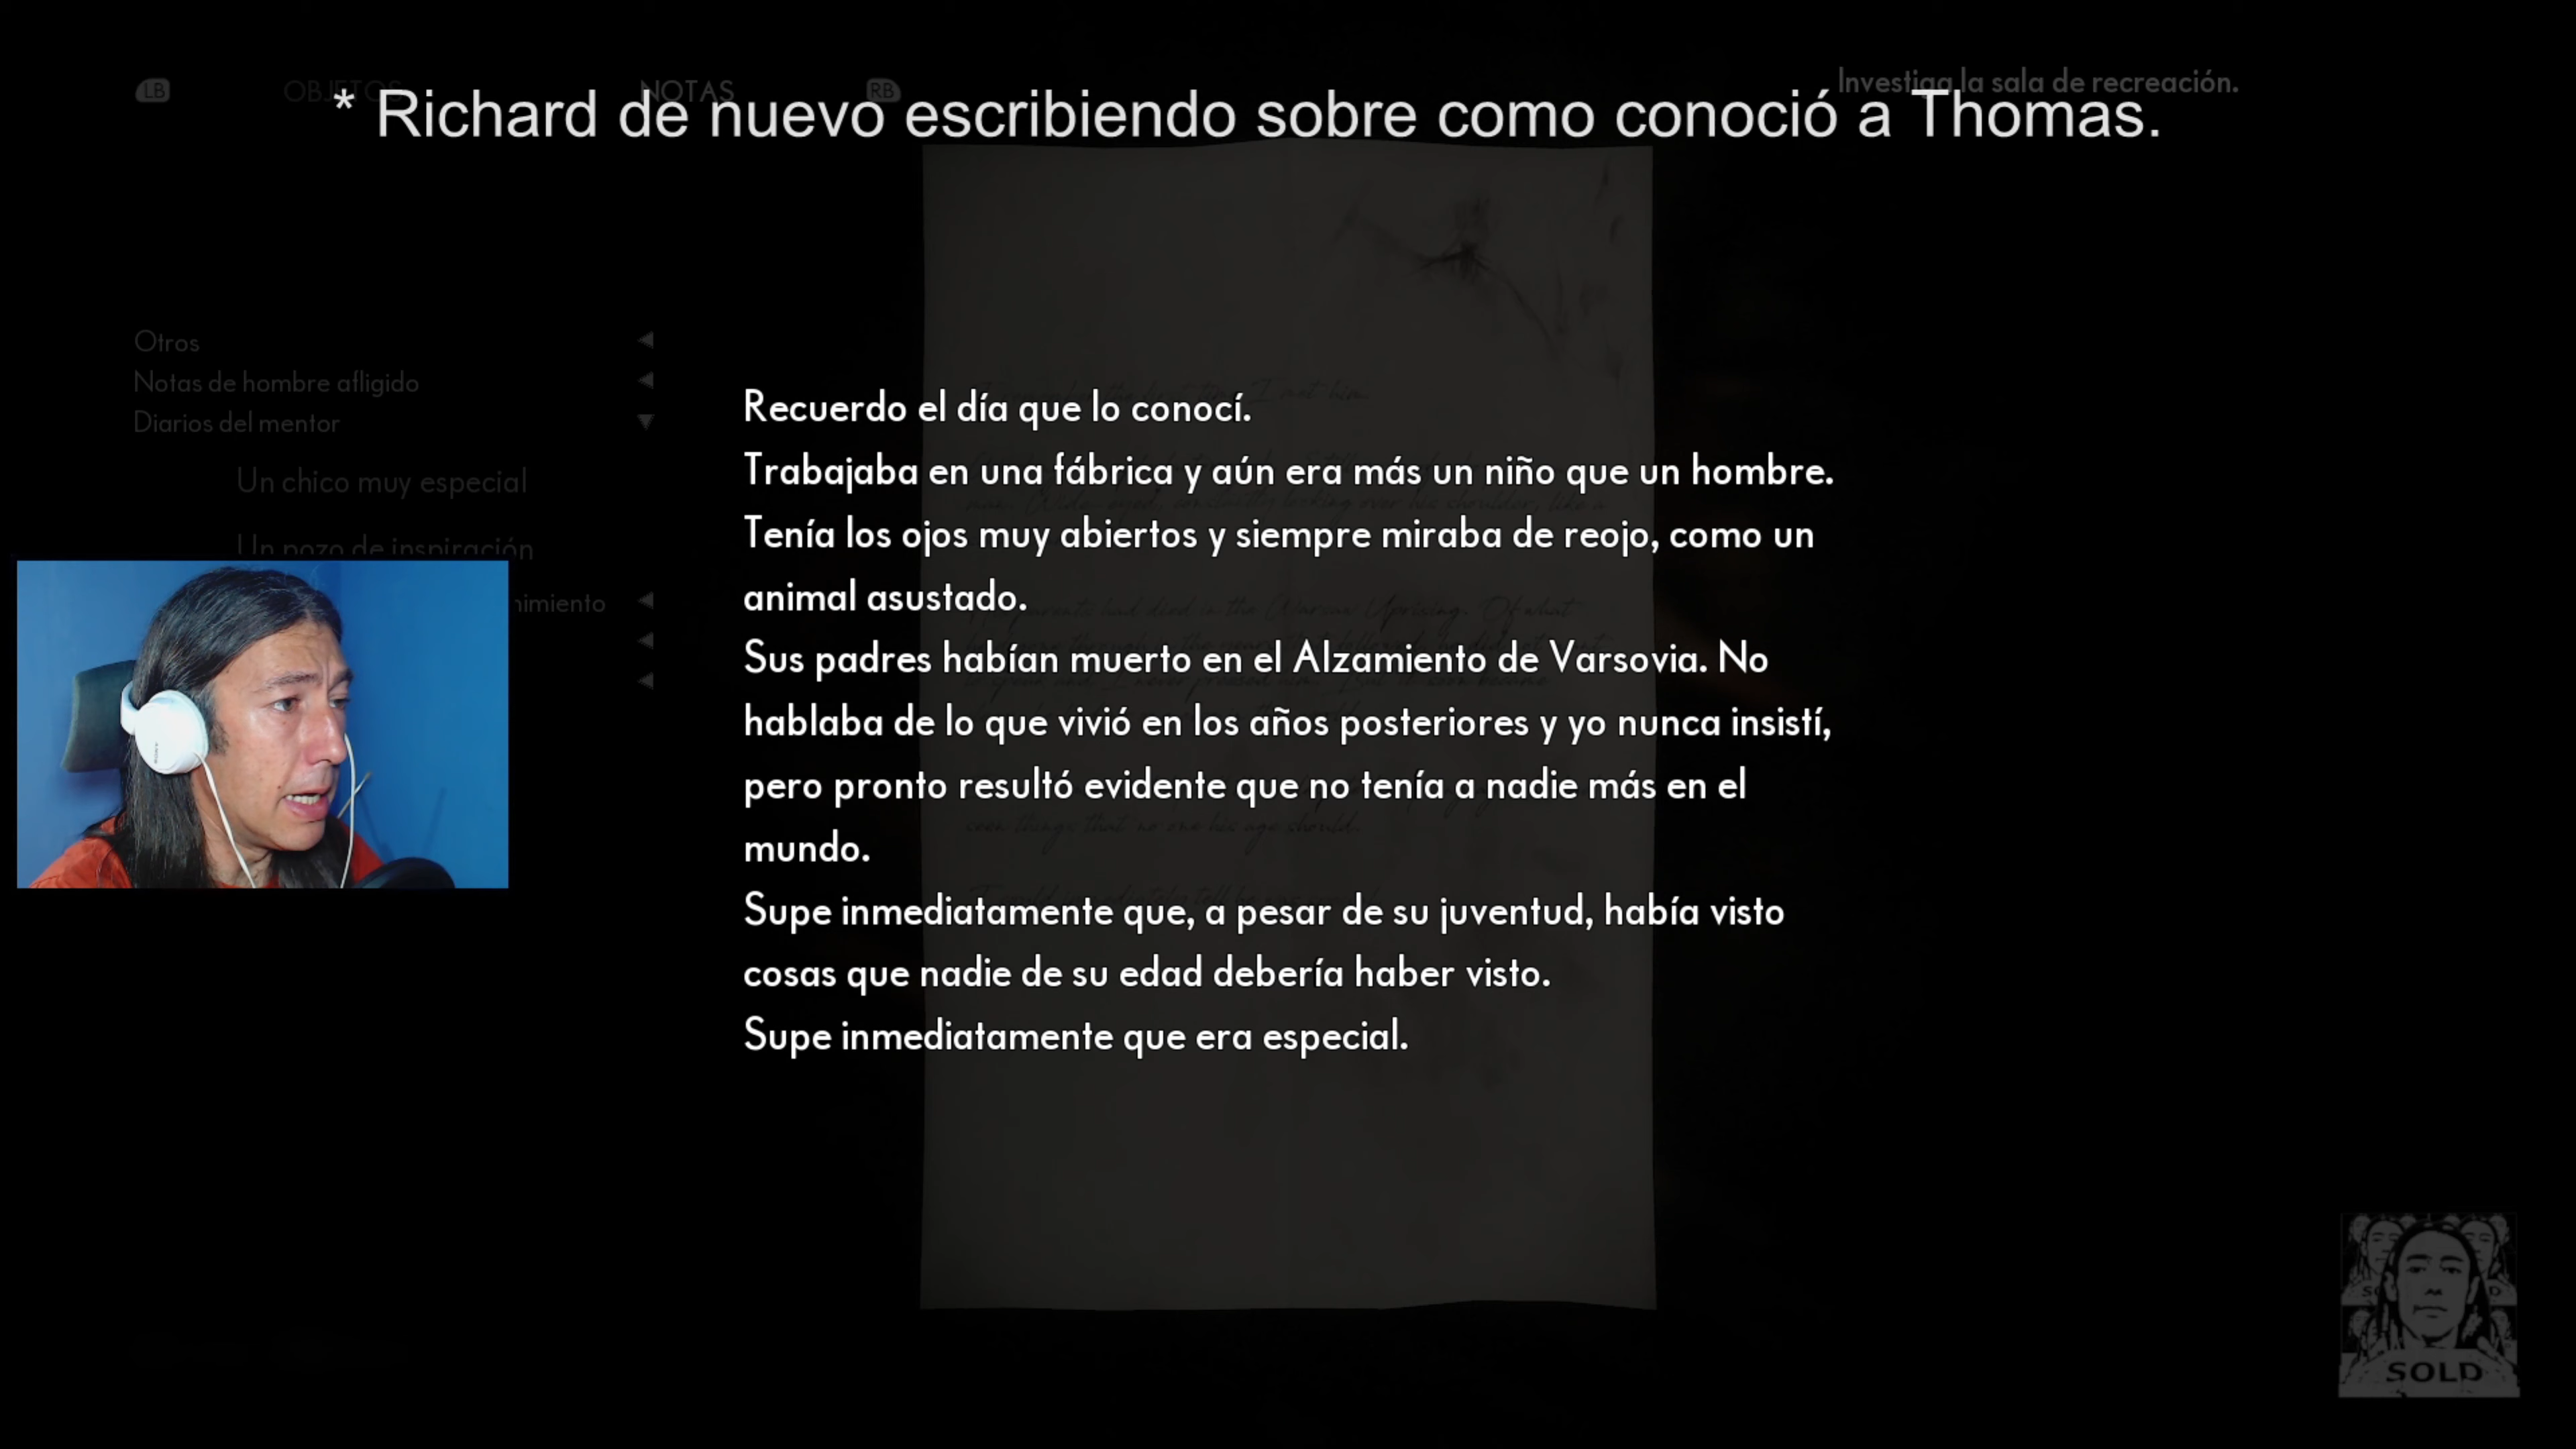 LB OBJETOS NOTAS RB
Investiga la sala de recreación.
* Richard de nuevo escribiendo sobre como conoció a Thomas.
Otros
Notas de hombre afligido
Diarios del mentor
Un chico muy especial
Un pozo de inspiración
Recuerdo el día que lo conocí.
Trabajaba en una fábrica y aún era más un niño que un hombre.
Tenía los ojos muy abiertos y siempre miraba de reojo, como un
animal asustado.
Sus padres habían muerto en el Alzamiento de Varsovia. No
hablaba de lo que vivió en los años posteriores y yo nunca insistí,
pero pronto resultó evidente que no tenía a nadie más en el
mundo.
Supe inmediatamente que, a pesar de su juventud, había visto
cosas que nadie de su edad debería haber visto.
Supe inmediatamente que era especial.
SOLD